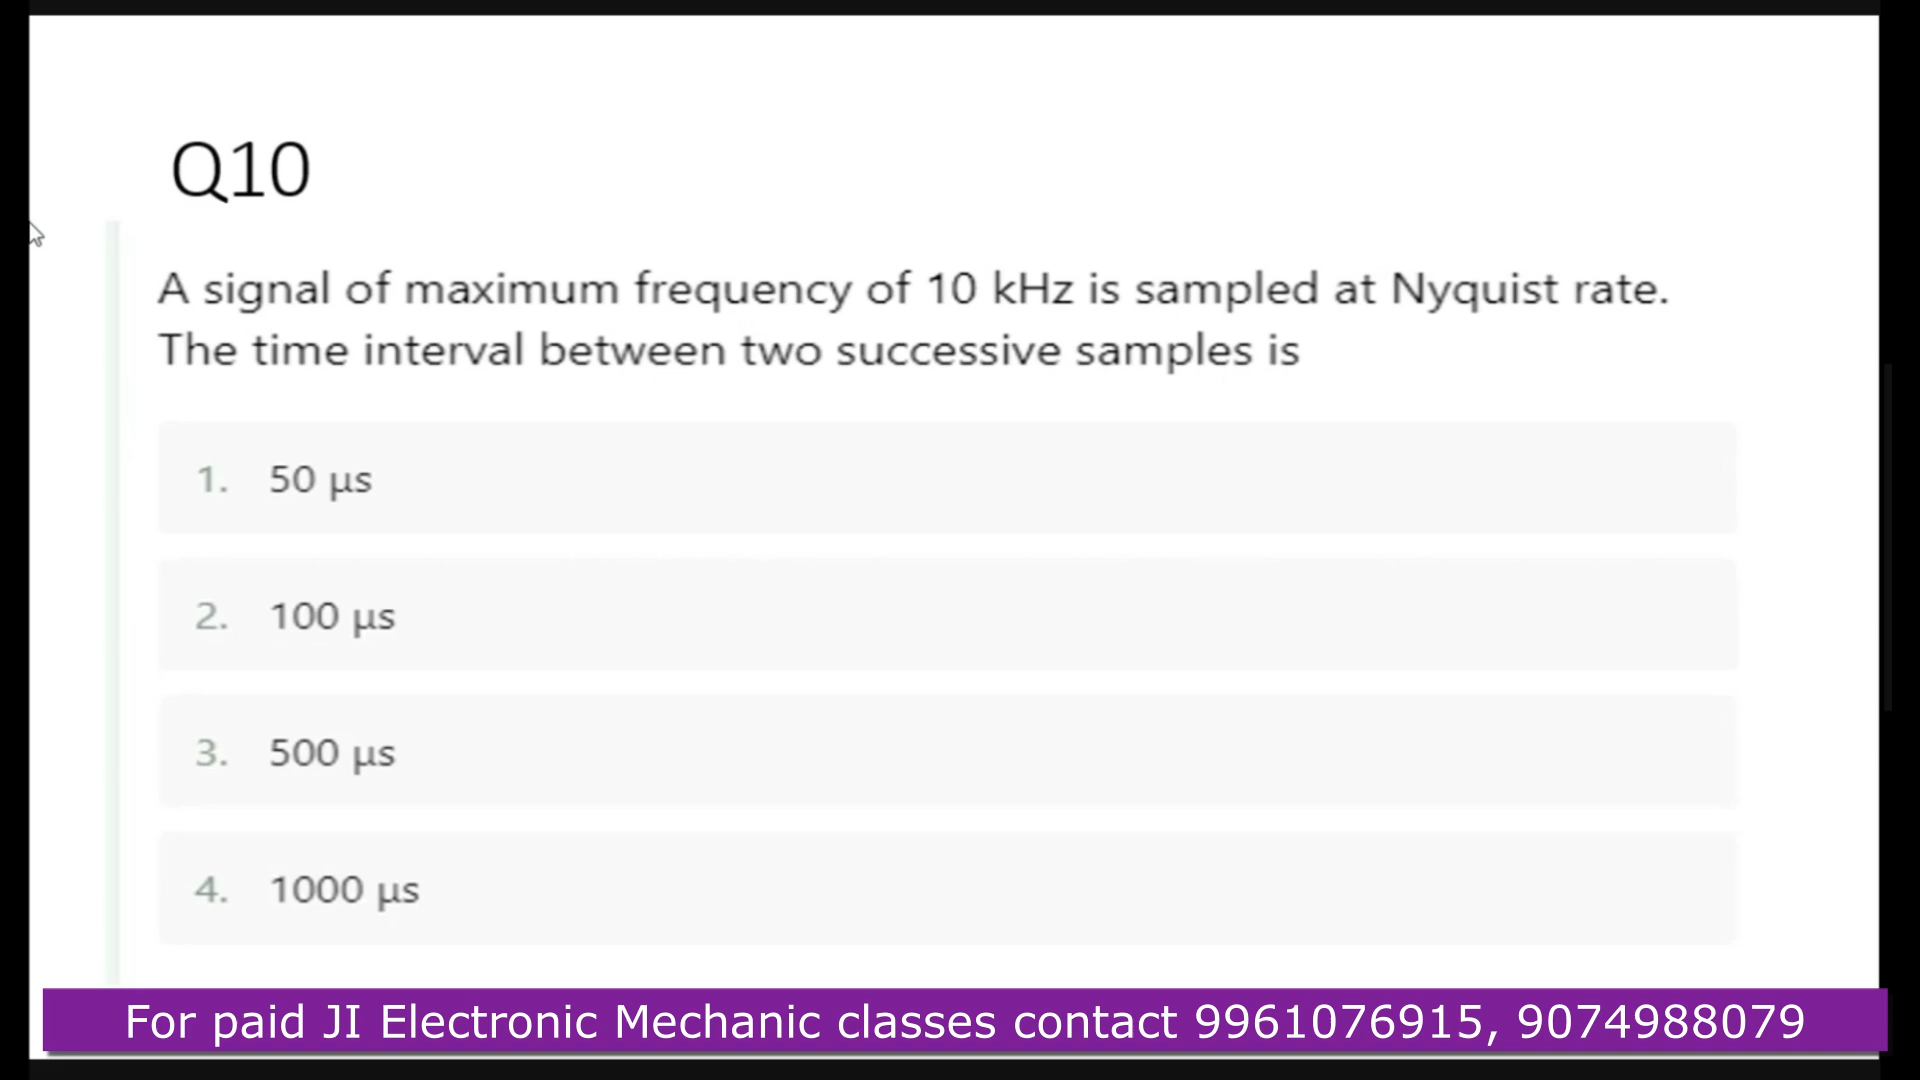 Q10
A signal of maximum frequency of 10 kHz is sampled at Nyquist rate.
The time interval between two successive samples is
1. 50 μs
2. 100 μs
3. 500 μs
4. 1000 μs
For paid JI Electronic Mechanic classes contact 9961076915, 9074988079